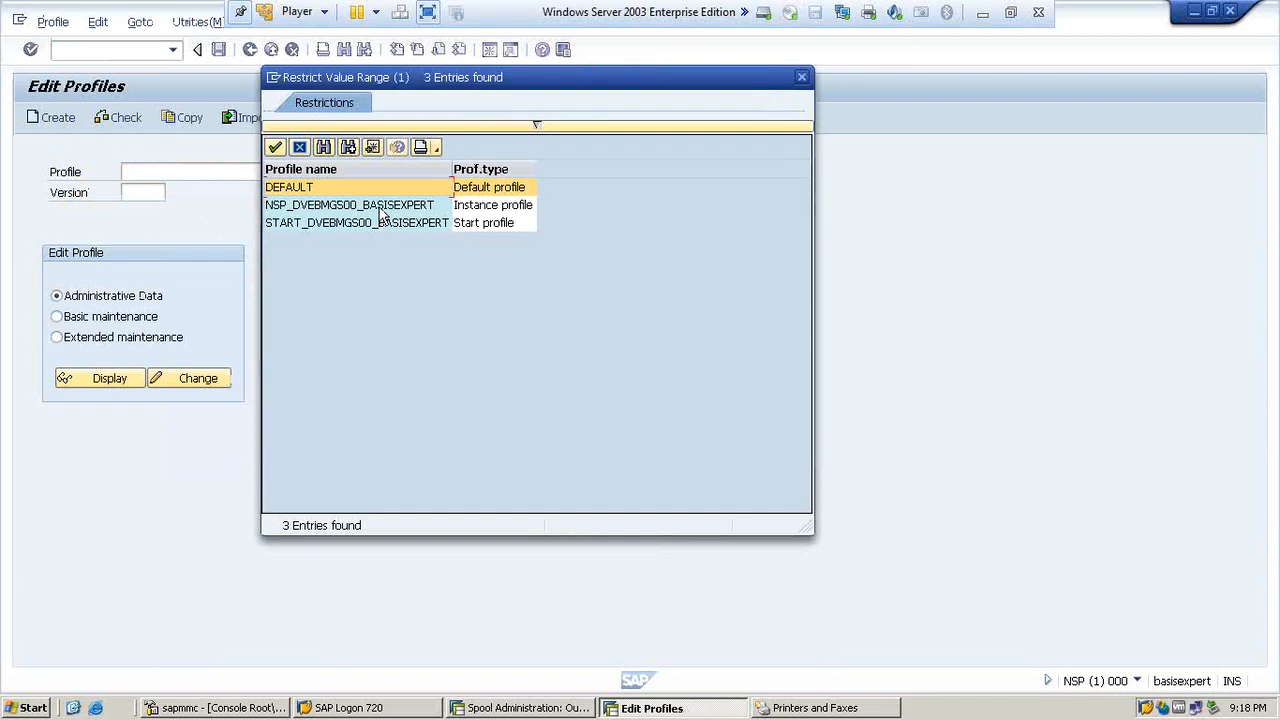 Profile Edit Goto Utilities(M Player Windows Server 2003 Enterprise Edition
Edit Profiles
Create Check Copy Impo
Restrict Value Range (1) 3 Entries found
Restrictions
Profile
Version
Profile name Prof.type
DEFAULT Default profile
NSP_DVEBMGS00_BASISEXPERT Instance profile
START_DVEBMGS00_BASISEXPERT Start profile
3 Entries found
Edit Profile
Administrative Data
Basic maintenance
Extended maintenance
Display Change
SAP NSP (1) 000 basisexpert INS
Start sapmmc - [Console Root\... SAP Logon 720 Spool Administration: Ou... Edit Profiles Printers and Faxes 9:18 PM